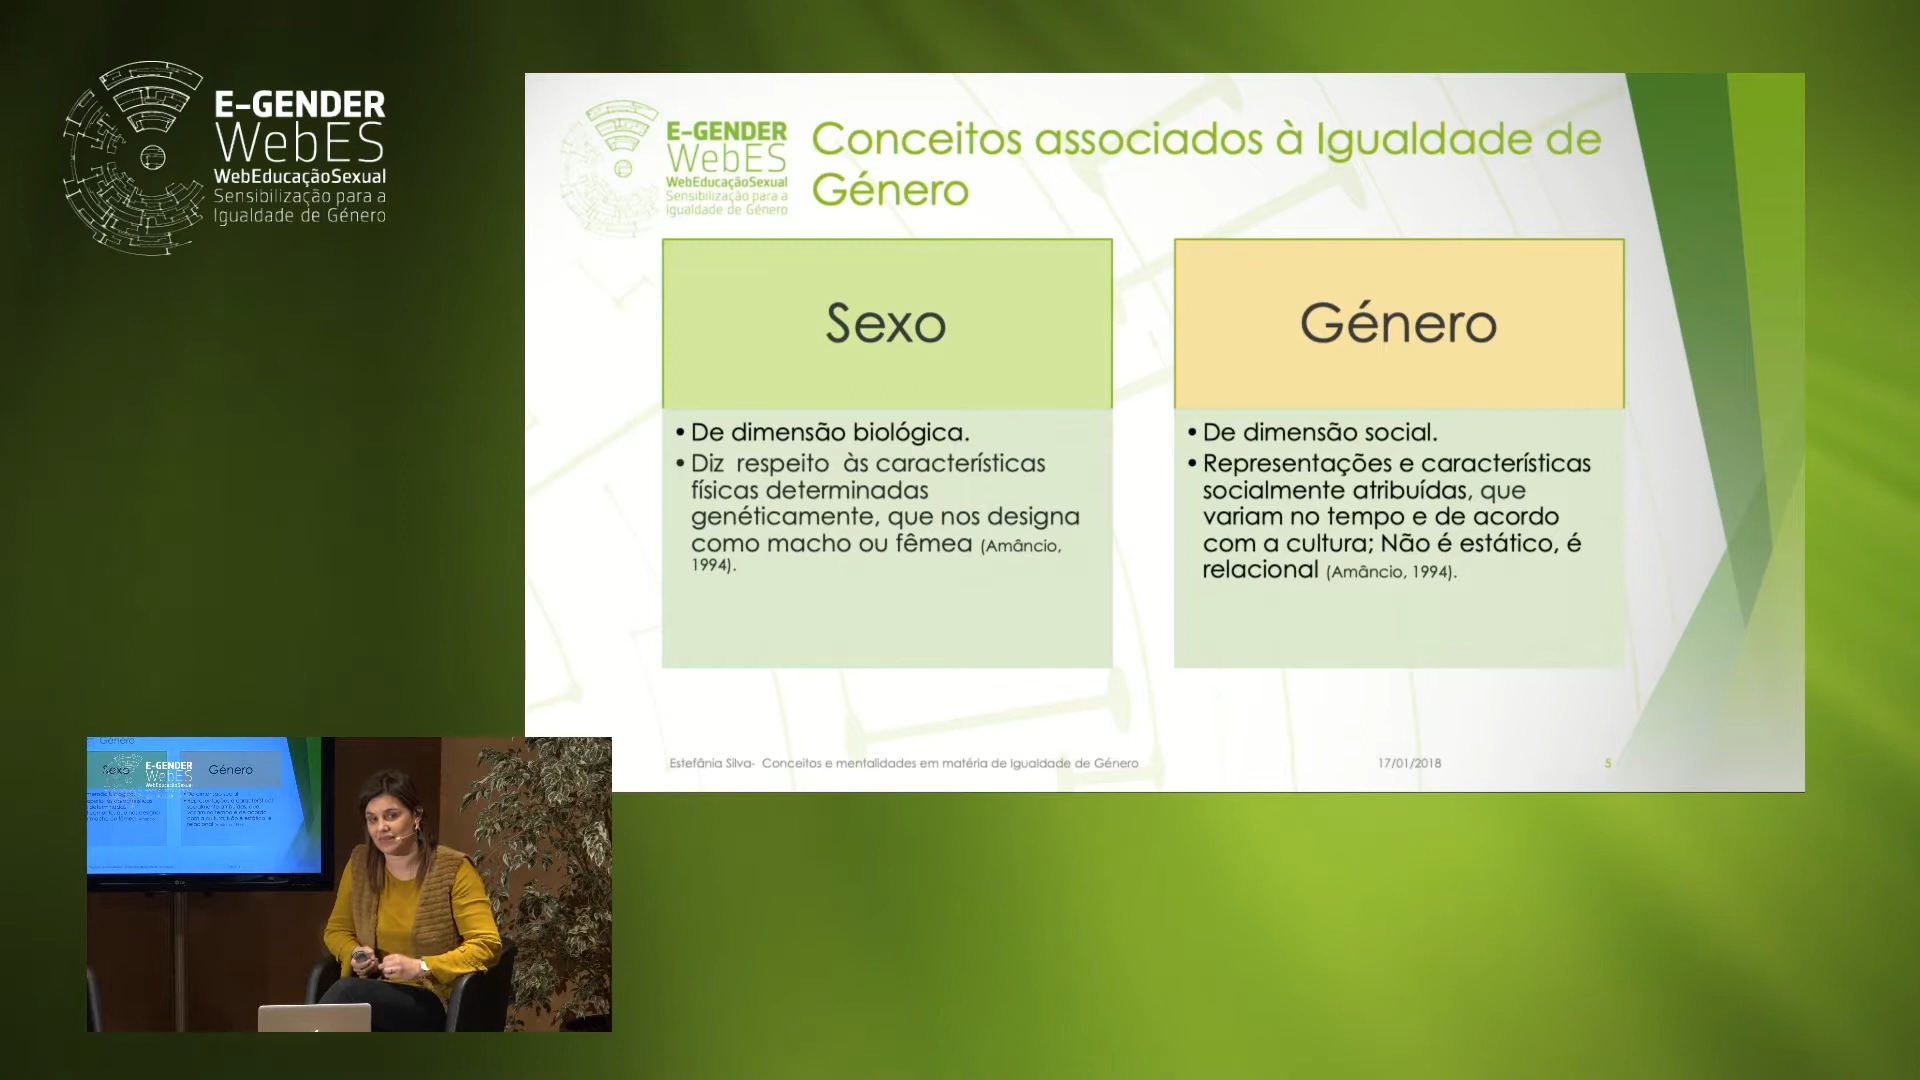 E-GENDER
WebES
WebEducaçãoSexual
Sensibilização para a
Igualdade de Género
E-GENDER
WebES
WebEducaçãoSexual
Sensibilização para a
Igualdade de Género
Conceitos associados à Igualdade de
Género
Sexo
• De dimensão biológica.
• Diz respeito às características
físicas determinadas
genéticamente, que nos designa
como macho ou fêmea (Amâncio,
1994).
Género
• De dimensão social.
• Representações e características
socialmente atribuídas, que
variam no tempo e de acordo
com a cultura; Não é estático, é
relacional (Amâncio, 1994).
Estefânia Silva- Conceitos e mentalidades em matéria de Igualdade de Género
17/01/2018
5
Género
Sexo
E-GENDER
WebES
Género